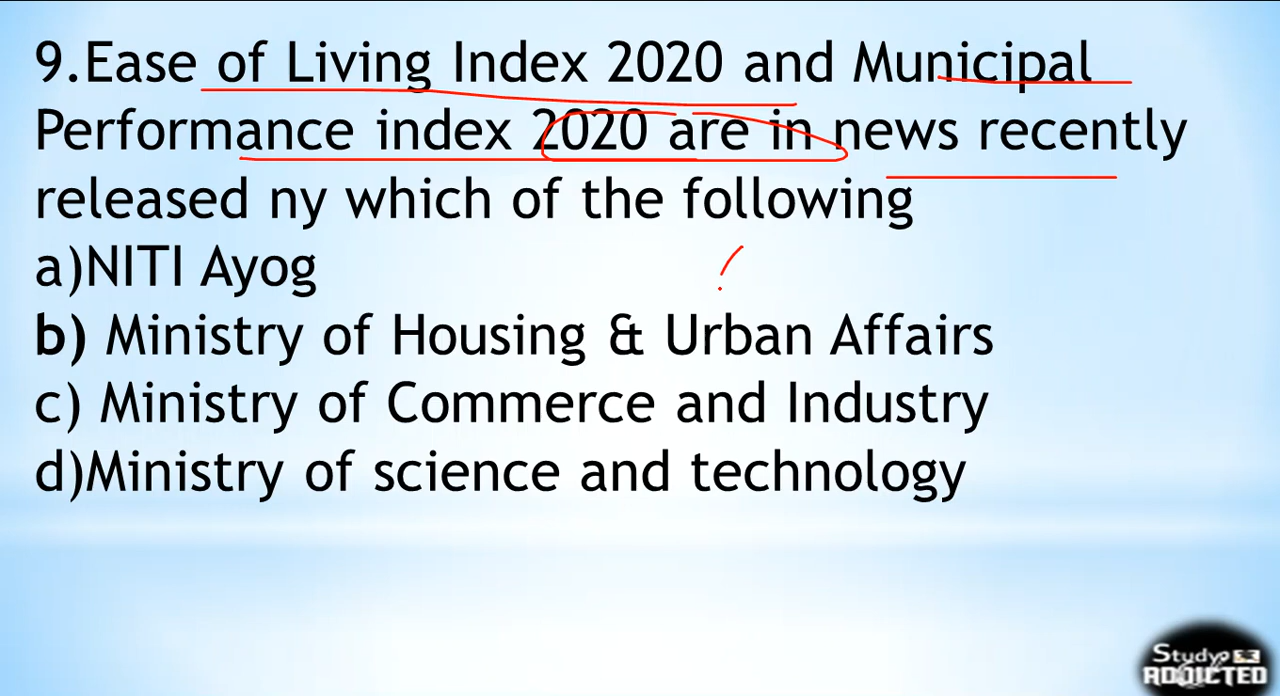 9.Ease of Living Index 2020 and Municipal
Performance index 2020 are in news recently
released ny which of the following
a)NITI Ayog
b) Ministry of Housing & Urban Affairs
c) Ministry of Commerce and Industry
d)Ministry of science and technology
Study
ADDICTED